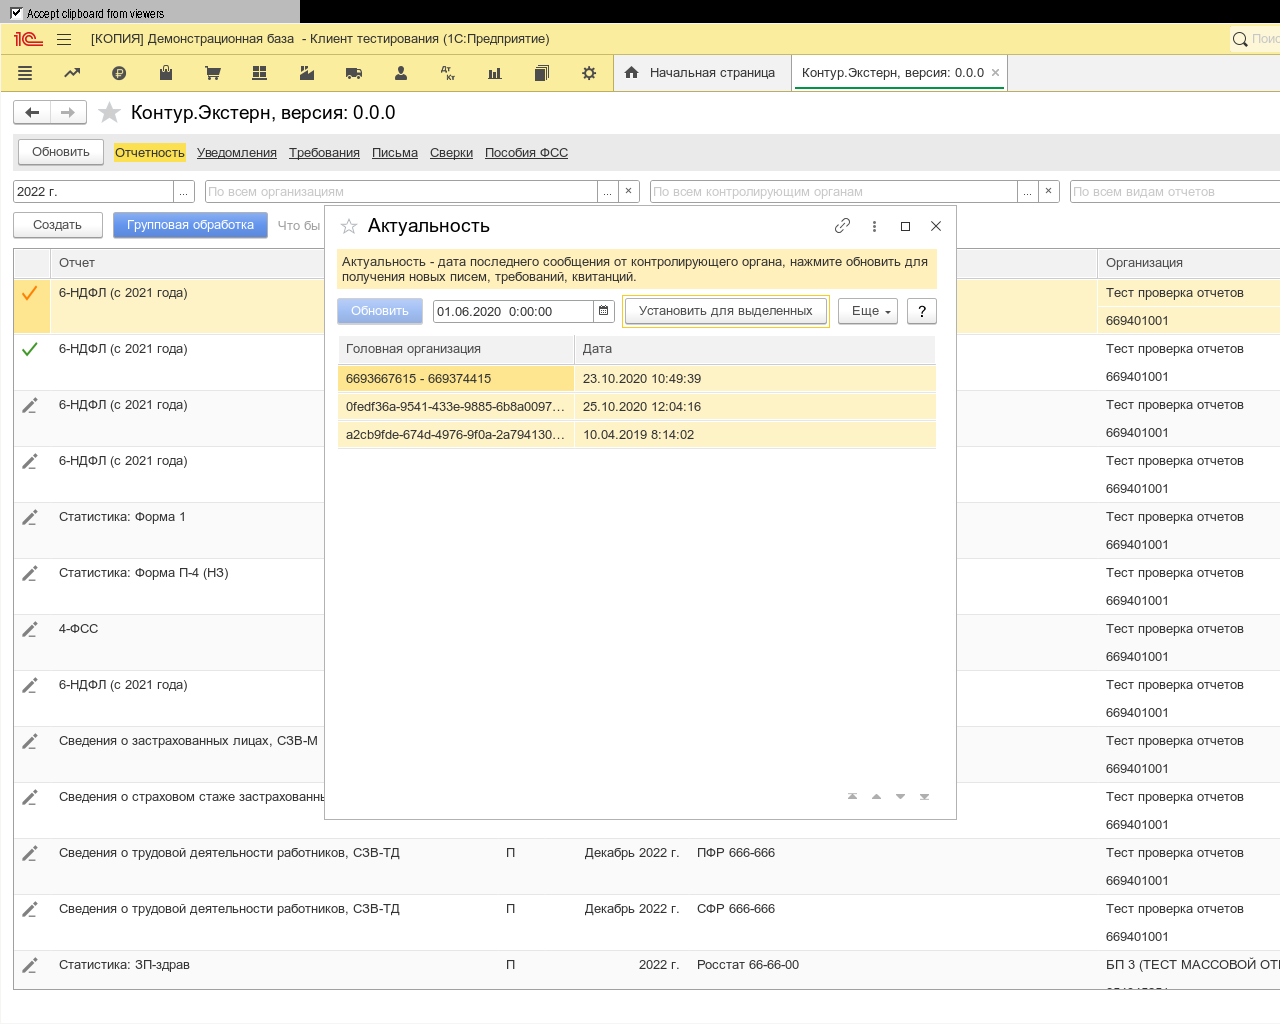 Accept clipboard from viewers
[КОПИЯ] Демонстрационная база - Клиент тестирования (1С:Предприятие)
Начальная страница
Контур.Экстерн, версия: 0.0.0
Контур.Экстерн, версия: 0.0.0
Обновить Отчетность Уведомления Требования Письма Сверки Пособия ФСС
2022 г. ... По всем организациям ... × По всем контролирующим органам ... × По всем видам отчетов
Создать Групповая обработка Что бы
Актуальность
Актуальность - дата последнего сообщения от контролирующего органа, нажмите обновить для
получения новых писем, требований, квитанций.
Обновить 01.06.2020 0:00:00 Установить для выделенных Еще ?
Головная организация Дата
6693667615 - 669374415 23.10.2020 10:49:39
0fedf36a-9541-433e-9885-6b8a0097... 25.10.2020 12:04:16
a2cb9fde-674d-4976-9f0a-2a794130... 10.04.2019 8:14:02
Отчет Организация
6-НДФЛ (с 2021 года) Тест проверка отчетов
669401001
6-НДФЛ (с 2021 года) Тест проверка отчетов
669401001
6-НДФЛ (с 2021 года) Тест проверка отчетов
669401001
6-НДФЛ (с 2021 года) Тест проверка отчетов
669401001
Статистика: Форма 1 Тест проверка отчетов
669401001
Статистика: Форма П-4 (НЗ) Тест проверка отчетов
669401001
4-ФСС Тест проверка отчетов
669401001
6-НДФЛ (с 2021 года) Тест проверка отчетов
669401001
Сведения о застрахованных лицах, СЗВ-М Тест проверка отчетов
669401001
Сведения о страховом стаже застрахованн Тест проверка отчетов
669401001
Сведения о трудовой деятельности работников, СЗВ-ТД П Декабрь 2022 г. ПФР 666-666 Тест проверка отчетов
669401001
Сведения о трудовой деятельности работников, СЗВ-ТД П Декабрь 2022 г. СФР 666-666 Тест проверка отчетов
669401001
Статистика: ЗП-здрав П 2022 г. Росстат 66-66-00 БП 3 (ТЕСТ МАССОВОЙ